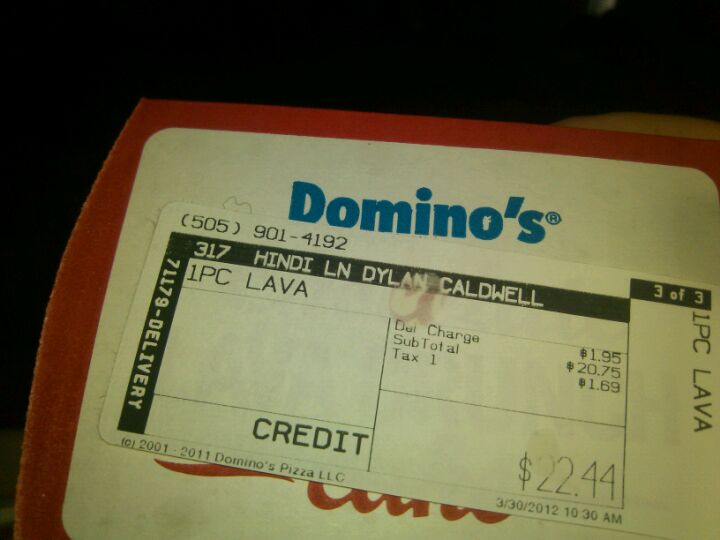 Domino's®
(505) 901-4192
317 HINDI LN DYLAN CALDWELL
3 of 3
1PC LAVA
1PC LAVA
71179-DELIVERY
Del Charge $1.95
SubTotal $20.75
Tax 1 $1.69
CREDIT
$22.44
(c) 2001 - 2011 Domino's Pizza LLC
3/30/2012 10:30 AM